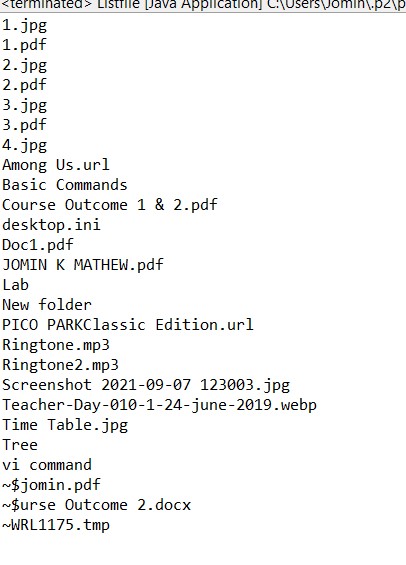 <terminated> Listfile [Java Application] C:\Users\Jomin\.p2\p
1.jpg
1.pdf
2.jpg
2.pdf
3.jpg
3.pdf
4.jpg
Among Us.url
Basic Commands
Course Outcome 1 & 2.pdf
desktop.ini
Doc1.pdf
JOMIN K MATHEW.pdf
Lab
New folder
PICO PARKClassic Edition.url
Ringtone.mp3
Ringtone2.mp3
Screenshot 2021-09-07 123003.jpg
Teacher-Day-010-1-24-june-2019.webp
Time Table.jpg
Tree
vi command
~$jomin.pdf
~$urse Outcome 2.docx
~WRL1175.tmp